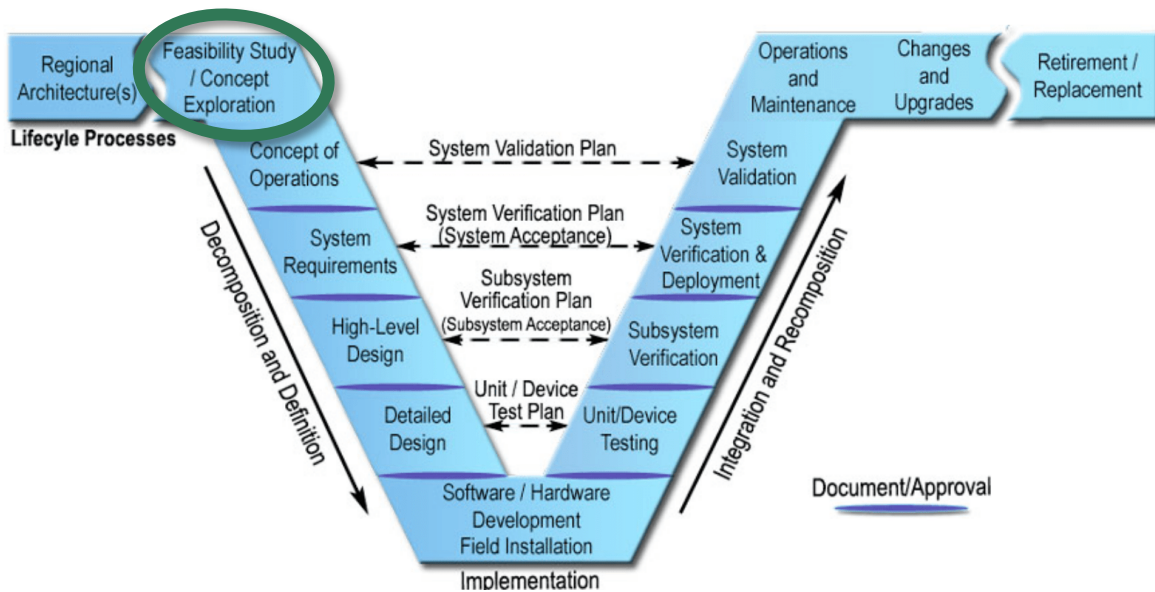 Regional
Architecture(s)
Feasibility Study
/ Concept
Exploration
Lifecyle Processes
Concept of
Operations
System
Requirements
High-Level
Design
Detailed
Design
Software / Hardware
Development
Field Installation
Implementation
Decomposition and Definition
System Validation Plan
System Verification Plan
(System Acceptance)
Subsystem
Verification Plan
(Subsystem Acceptance)
Unit / Device
Test Plan
Unit/Device
Testing
Subsystem
Verification
System
Verification &
Deployment
System
Validation
Operations
and
Maintenance
Changes
and
Upgrades
Retirement /
Replacement
Integration and Recomposition
Document/Approval